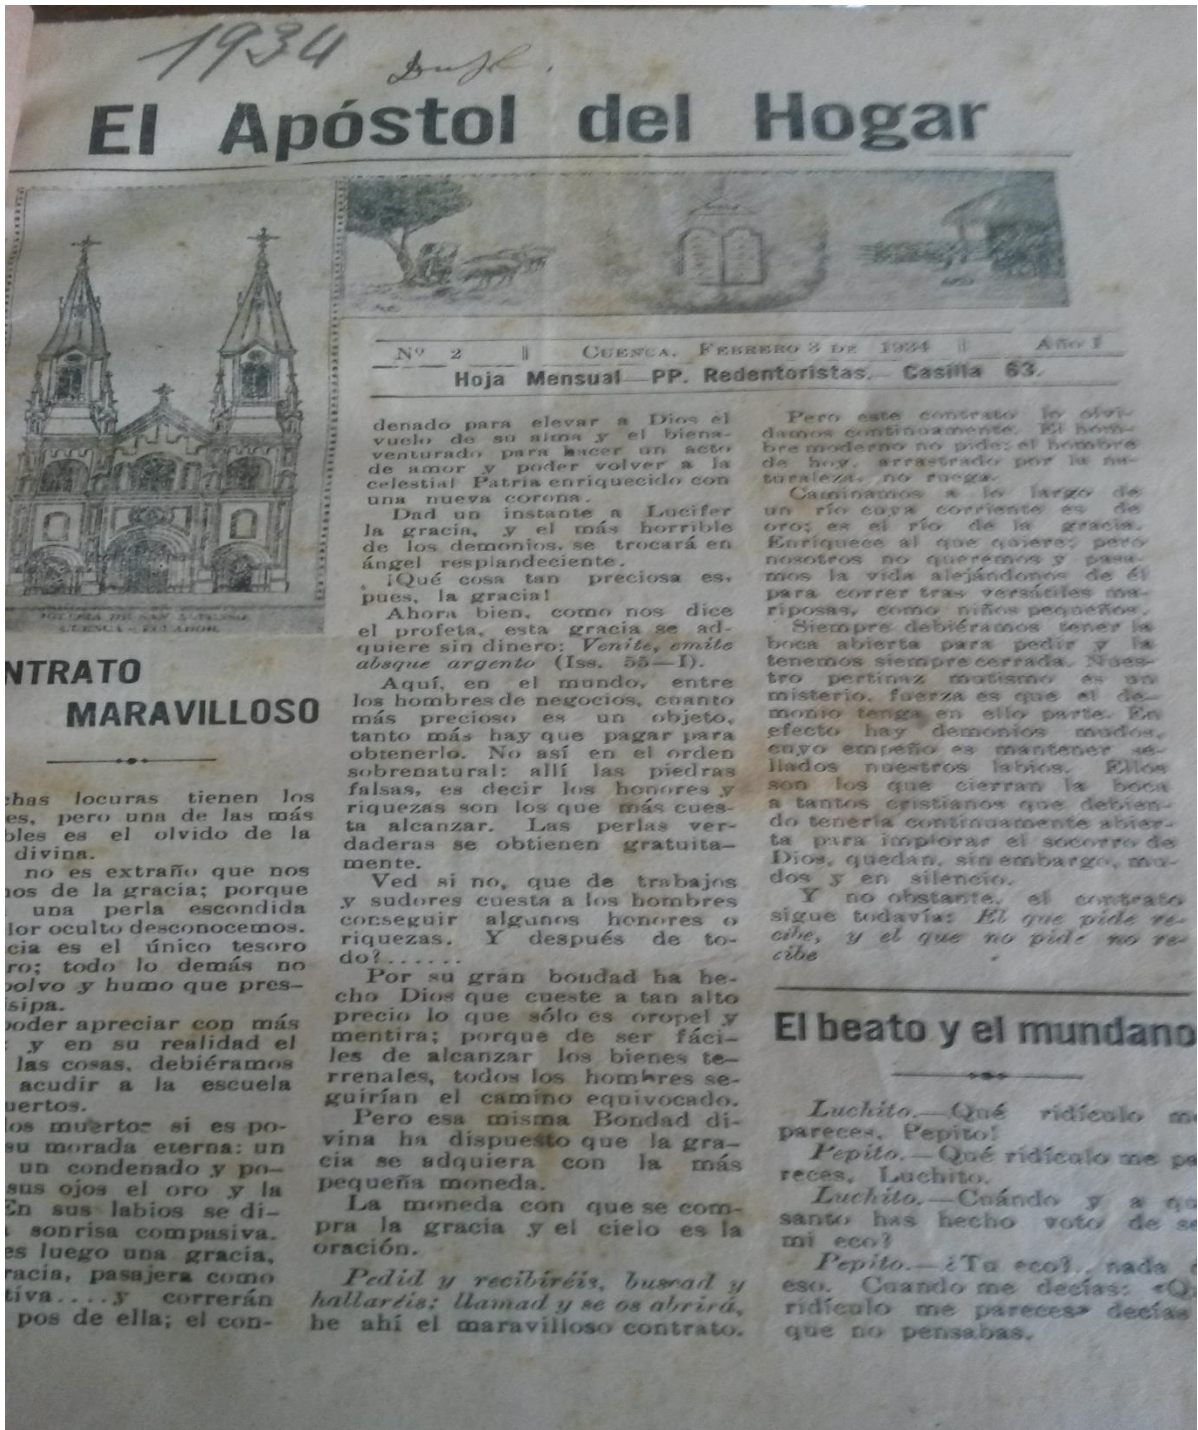 1934
El Apóstol del Hogar
Nº 2 || CUENCA, FEBRERO 3 DE 1934 || Año I
Hoja Mensual—PP. Redentoristas.— Casilla 63.
CUENCA - ECUADOR
NTRATO
MARAVILLOSO
chas locuras tienen los
es, pero una de las más
bles es el olvido de la
divina.
no es extraño que nos
nos de la gracia; porque
una perla escondida
lor oculto desconocemos.
cia es el único tesoro
ro; todo lo demás no
polvo y humo que pres-
sipa.
poder apreciar con más
y en su realidad el
las cosas, debiéramos
acudir a la escuela
uertos.
os muertos si es po-
su morada eterna: un
un condenado y po-
sus ojos el oro y la
En sus labios se di-
sonrisa compasiva.
es luego una gracia,
racia, pasajera como
tiva....y correrán
pos de ella; el con-
denado para elevar a Dios el
vuelo de su alma y el biena-
venturado para hacer un acto
de amor y poder volver a la
celestial Patria enriquecido con
una nueva corona.
Dad un instante a Lucifer
la gracia, y el más horrible
de los demonios, se trocará en
ángel resplandeciente.
¡Qué cosa tan preciosa es,
pues, la gracia!
Ahora bien, como nos dice
el profeta, esta gracia se ad-
quiere sin dinero: Venite, emite
absque argento (Iss. 55—I).
Aquí, en el mundo, entre
los hombres de negocios, cuanto
más precioso es un objeto,
tanto más hay que pagar para
obtenerlo. No así en el orden
sobrenatural: allí las piedras
falsas, es decir los honores y
riquezas son los que más cues-
ta alcanzar. Las perlas ver-
daderas se obtienen gratuita-
mente.
Ved si no, que de trabajos
y sudores cuesta a los hombres
conseguir algunos honores o
riquezas. Y después de to-
do?......
Por su gran bondad ha he-
cho Dios que cueste a tan alto
precio lo que sólo es oropel y
mentira; porque de ser fáci-
les de alcanzar los bienes te-
rrenales, todos los hombres se-
guirían el camino equivocado.
Pero esa misma Bondad di-
vina ha dispuesto que la gra-
cia se adquiera con la más
pequeña moneda.
La moneda con que se com-
pra la gracia y el cielo es la
oración.
Pedid y recibiréis, buscad y
hallaréis; llamad y se os abrirá,
he ahí el maravilloso contrato.
Pero este contrato lo olvi-
damos continuamente. El hom-
bre moderno no pide; el hombre
de hoy, arrastrado por la na-
turaleza, no ruega.
Caminamos a lo largo de
un río cuya corriente es de
oro; es el río de la gracia.
Enriquece al que quiere; pero
nosotros no queremos y pasa-
mos la vida alejándonos de él
para correr tras versátiles ma-
riposas, como niños pequeños.
Siempre debiéramos tener la
boca abierta para pedir y la
tenemos siempre cerrada. Nues-
tro pertinaz mutismo es un
misterio, fuerza es que el de-
monio tenga en ello parte. En
efecto hay demonios mudos,
cuyo empeño es mantener se-
llados nuestros labios. Ellos
son los que cierran la boca
a tantos cristianos que debien-
do tenerla continuamente abier-
ta para implorar el socorro de
Dios, quedan, sin embargo, mu-
dos y en silencio.
Y no obstante, el contrato
sigue todavía: El que pide re-
cibe, y el que no pide no re-
cibe
El beato y el mundano
Luchito.—Qué ridículo me
pareces, Pepito!
Pepito.—Qué ridículo me pa
reces, Luchito.
Luchito.—Cuándo y a qu
santo has hecho voto de se
mi eco?
Pepito.—¿Tu eco?.. nada
eso. Cuando me decías: «Q
ridículo me pareces» decías
que no pensabas.